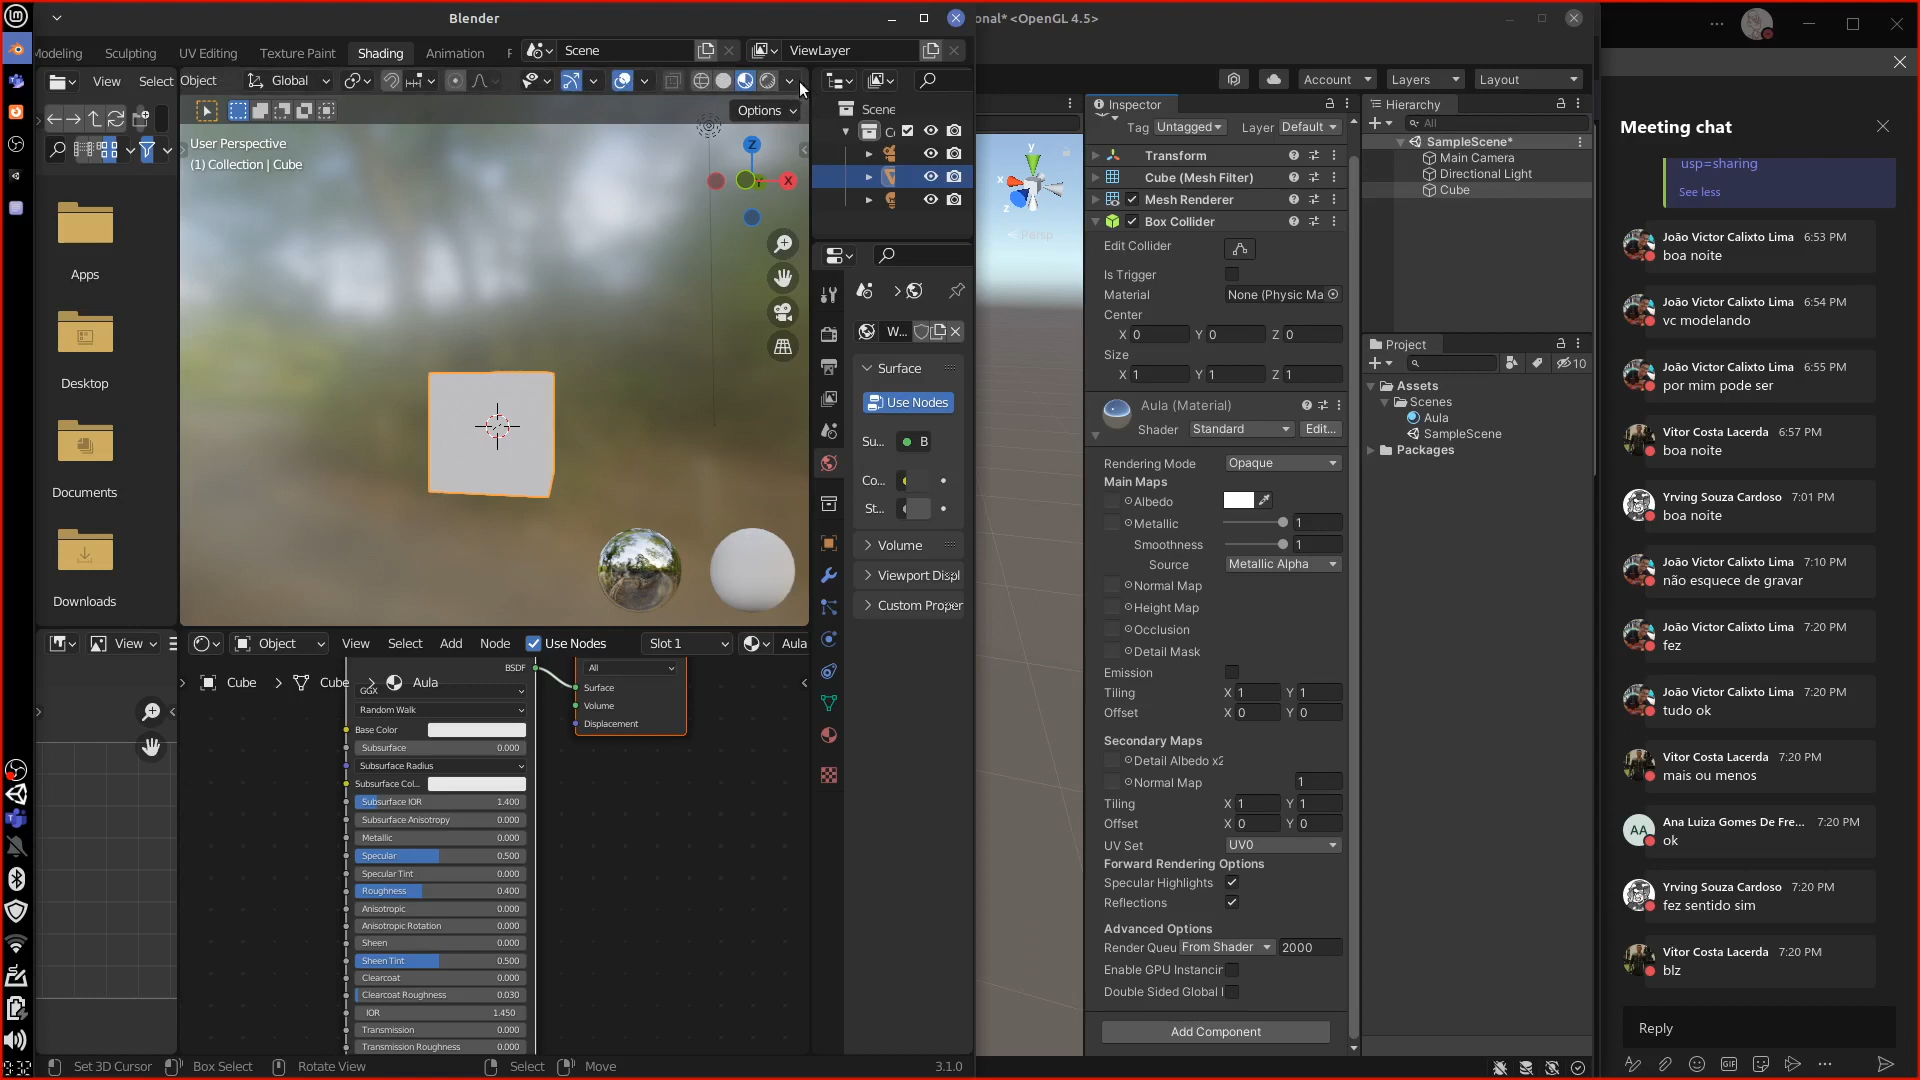 Blender
onal* <OpenGL 4.5>
Modeling
Sculpting
UV Editing
Texture Paint
Shading
Animation
Scene
ViewLayer
View
Select
Object
Global
Options
User Perspective
(1) Collection | Cube
Z
X
Apps
Desktop
Documents
Downloads
Scene
W...
Surface
Use Nodes
Su...
B
Co...
St...
Volume
Viewport Displ
Custom Proper
View
Object
View
Select
Add
Node
Use Nodes
Slot 1
Aula
Cube
Cube
Aula
BSDF
GGX
Random Walk
Base Color
Subsurface 0.000
Subsurface Radius
Subsurface Col...
Subsurface IOR 1.400
Subsurface Anisotropy 0.000
Metallic 0.000
Specular 0.500
Specular Tint 0.000
Roughness 0.400
Anisotropic 0.000
Anisotropic Rotation 0.000
Sheen 0.000
Sheen Tint 0.500
Clearcoat 0.000
Clearcoat Roughness 0.030
IOR 1.450
Transmission 0.000
Transmission Roughness 0.000
All
Surface
Volume
Displacement
Set 3D Cursor
Box Select
Rotate View
Select
Move
3.1.0
Account
Layers
Layout
y
x
z
Persp
Inspector
Tag Untagged Layer Default
Transform
Cube (Mesh Filter)
Mesh Renderer
Box Collider
Edit Collider
Is Trigger
Material None (Physic Ma
Center
X 0 Y 0 Z 0
Size
X 1 Y 1 Z 1
Aula (Material)
Shader Standard Edit...
Rendering Mode Opaque
Main Maps
Albedo
Metallic 1
Smoothness 1
Source Metallic Alpha
Normal Map
Height Map
Occlusion
Detail Mask
Emission
Tiling X 1 Y 1
Offset X 0 Y 0
Secondary Maps
Detail Albedo x2
Normal Map 1
Tiling X 1 Y 1
Offset X 0 Y 0
UV Set UV0
Forward Rendering Options
Specular Highlights
Reflections
Advanced Options
Render Queu From Shader 2000
Enable GPU Instancin
Double Sided Global I
Add Component
Hierarchy
All
SampleScene*
Main Camera
Directional Light
Cube
Project
10
Assets
Scenes
Aula
SampleScene
Packages
Meeting chat
usp=sharing
See less
João Victor Calixto Lima 6:53 PM
boa noite
João Victor Calixto Lima 6:54 PM
vc modelando
João Victor Calixto Lima 6:55 PM
por mim pode ser
Vitor Costa Lacerda 6:57 PM
boa noite
Yrving Souza Cardoso 7:01 PM
boa noite
João Victor Calixto Lima 7:10 PM
não esquece de gravar
João Victor Calixto Lima 7:20 PM
fez
João Victor Calixto Lima 7:20 PM
tudo ok
Vitor Costa Lacerda 7:20 PM
mais ou menos
AA
Ana Luiza Gomes De Fre... 7:20 PM
ok
Yrving Souza Cardoso 7:20 PM
fez sentido sim
Vitor Costa Lacerda 7:20 PM
blz
Reply
GIF